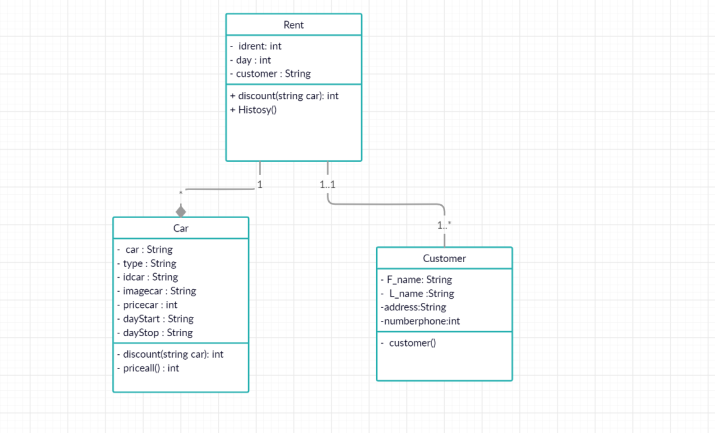 Rent
-  idrent: int
- day : int
- customer : String
+ discount(string car): int
+ Histosy()
1
1..1
*
1..*
Car
-  car : String
- type : String
- idcar : String
- imagecar : String
- pricecar : int
- dayStart : String
- dayStop : String
- discount(string car): int
- priceall() : int
Customer
- F_name: String
-  L_name :String
-address:String
-numberphone:int
-  customer()